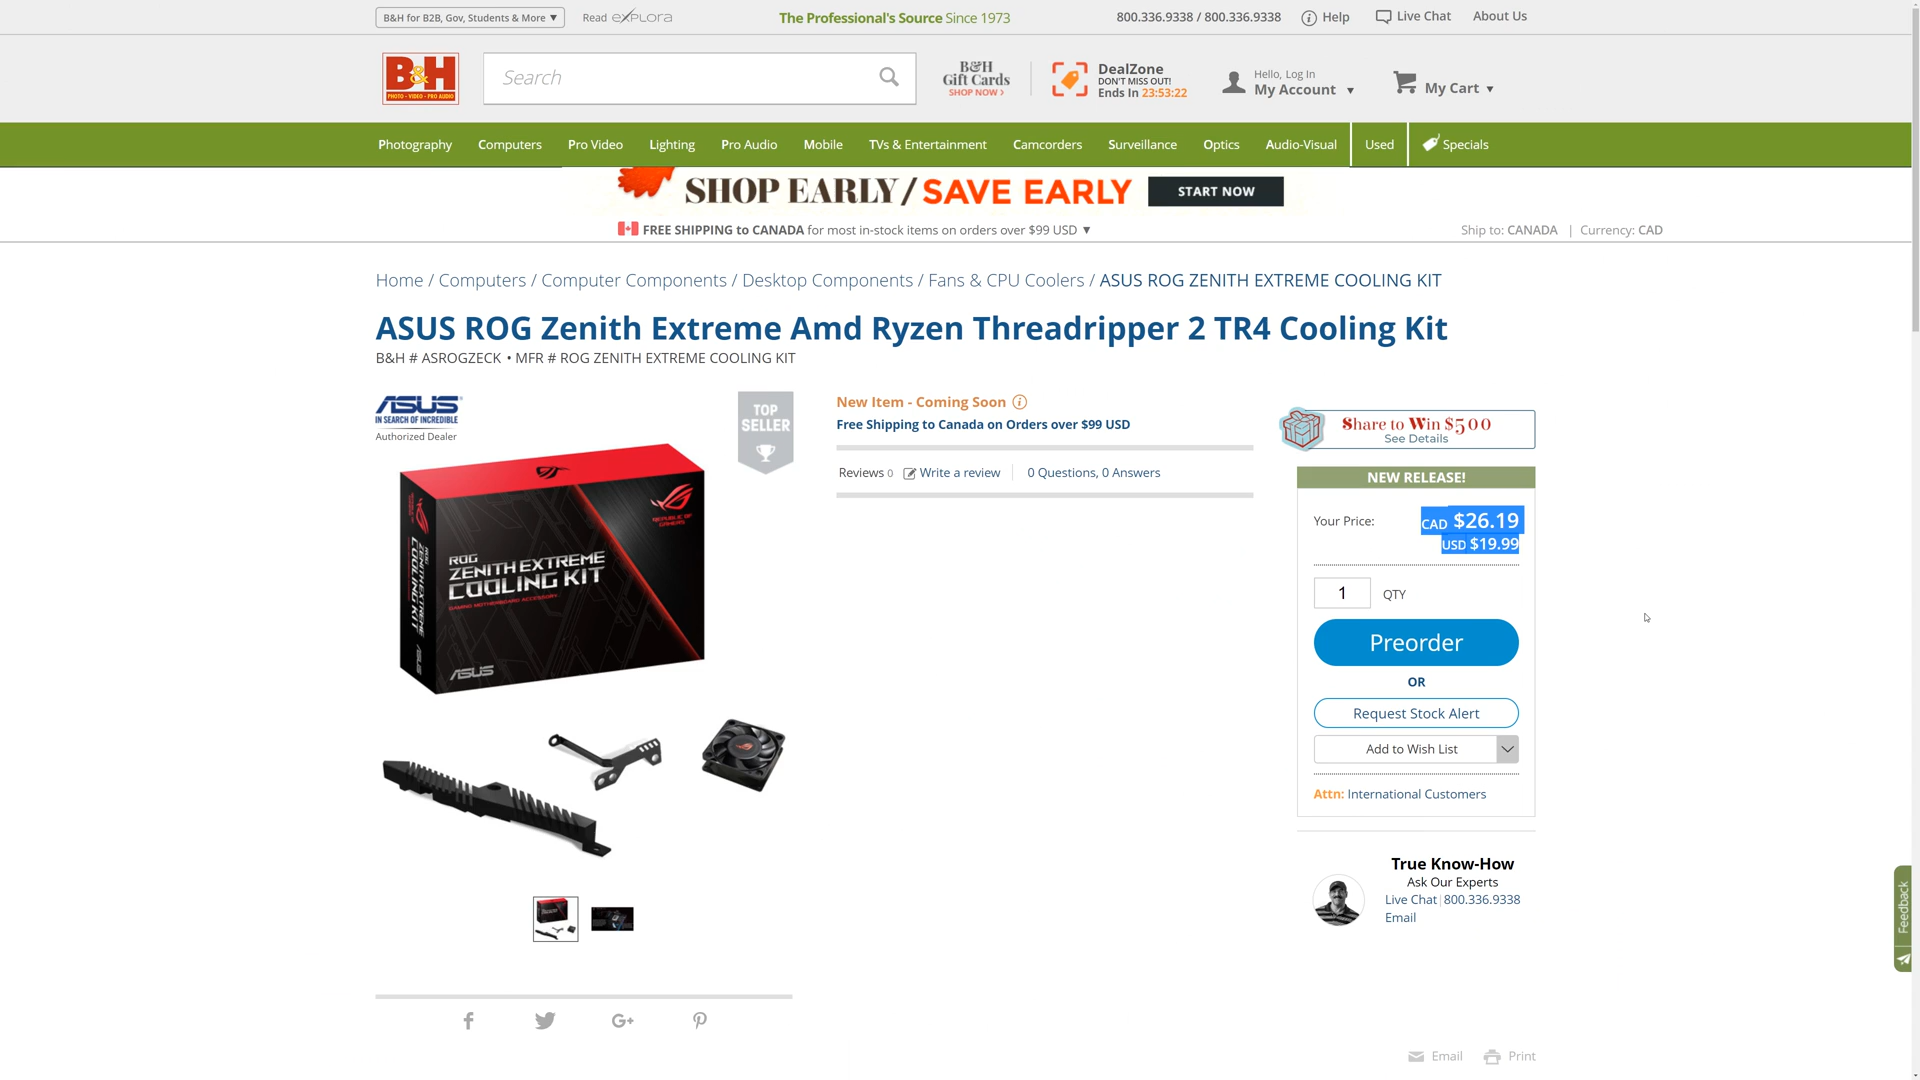 B&H for B2B, Gov, Students & More ▼
Read eXPLORA
The Professional's Source Since 1973
800.336.9338 / 800.336.9338
Help
Live Chat
About Us
B&H
PHOTO - VIDEO - PRO AUDIO
Search
B&H
Gift Cards
SHOP NOW ›
DealZone
DON'T MISS OUT!
Ends In 23:53:22
Hello, Log In
My Account ▼
My Cart ▼
Photography Computers Pro Video Lighting Pro Audio Mobile TVs & Entertainment Camcorders Surveillance Optics Audio-Visual Used Specials
SHOP EARLY/SAVE EARLY START NOW
FREE SHIPPING to CANADA for most in-stock items on orders over $99 USD ▼
Ship to: CANADA | Currency: CAD
Home / Computers / Computer Components / Desktop Components / Fans & CPU Coolers / ASUS ROG ZENITH EXTREME COOLING KIT
ASUS ROG Zenith Extreme Amd Ryzen Threadripper 2 TR4 Cooling Kit
B&H # ASROGZECK • MFR # ROG ZENITH EXTREME COOLING KIT
ASUS
IN SEARCH OF INCREDIBLE
Authorized Dealer
TOP
SELLER
REPUBLIC OF
GAMERS
ROG
ZENITH EXTREME
COOLING KIT
GAMING MOTHERBOARD ACCESSORY
ASUS
ROG
ZENITH EXTREME
COOLING KIT
ASUS
New Item - Coming Soon
Free Shipping to Canada on Orders over $99 USD
Reviews 0 Write a review 0 Questions, 0 Answers
Share to Win $500
See Details
NEW RELEASE!
Your Price: CAD $26.19
USD $19.99
1 QTY
Preorder
OR
Request Stock Alert
Add to Wish List
Attn: International Customers
True Know-How
Ask Our Experts
Live Chat | 800.336.9338
Email
Feedback
Email Print